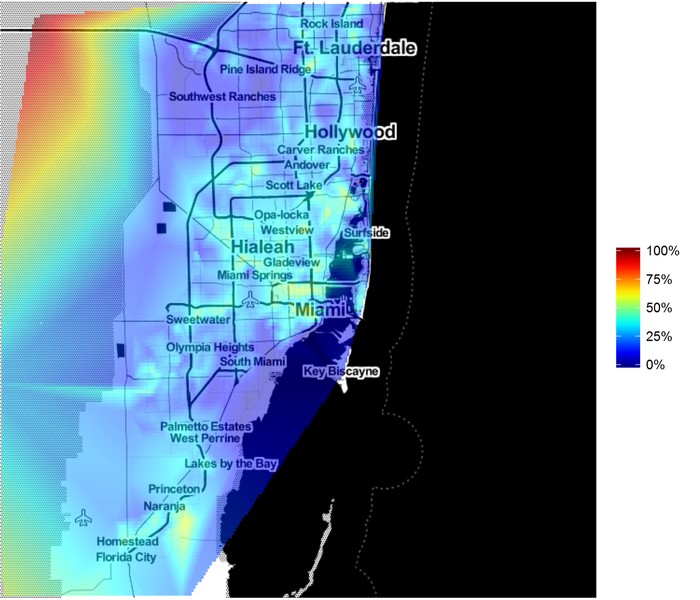 Rock Island
Ft. Lauderdale
Pine Island Ridge
Southwest Ranches
Hollywood
Carver Ranches
Andover
Scott Lake
Opa-locka
Westview
Surfside
Hialeah
Gladeview
Miami Springs
Miami
Sweetwater
Olympia Heights
South Miami
Key Biscayne
Palmetto Estates
West Perrine
Lakes by the Bay
Princeton
Naranja
Homestead
Florida City
100%
75%
50%
25%
0%